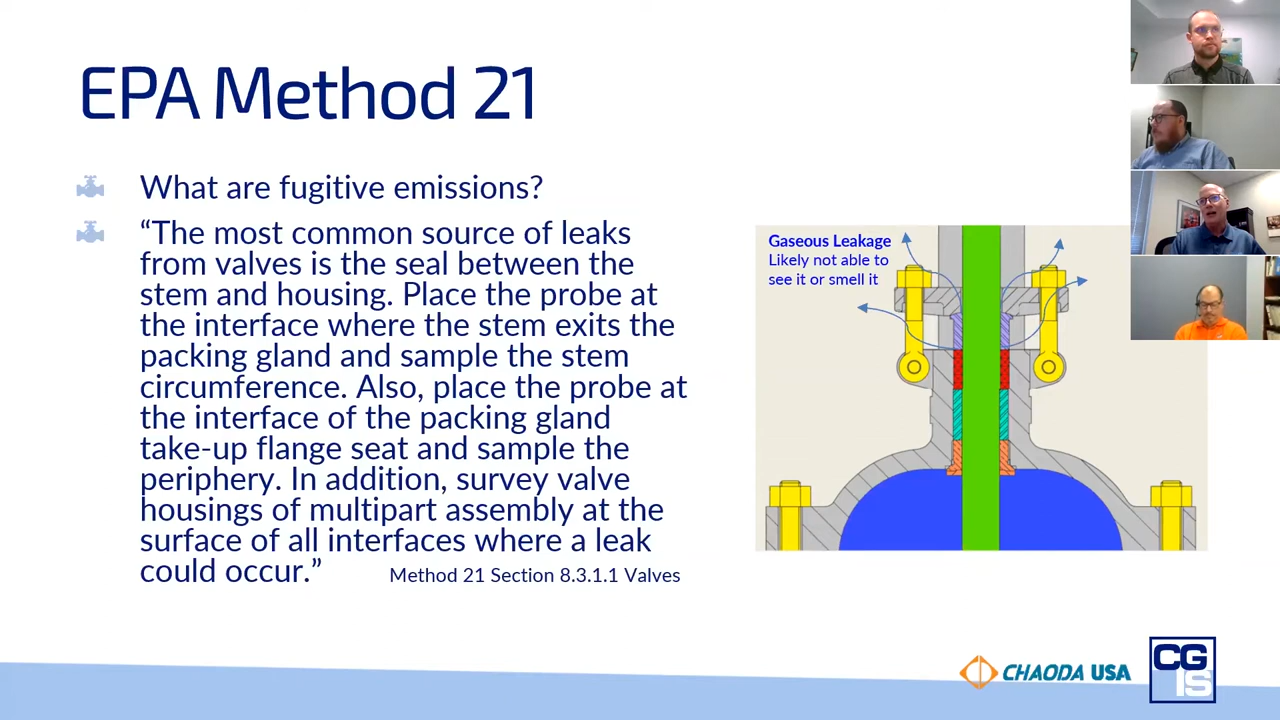 EPA Method 21
What are fugitive emissions?
“The most common source of leaks
from valves is the seal between the
stem and housing. Place the probe at
the interface where the stem exits the
packing gland and sample the stem
circumference. Also, place the probe at
the interface of the packing gland
take-up flange seat and sample the
periphery. In addition, survey valve
housings of multipart assembly at the
surface of all interfaces where a leak
could occur.”
Method 21 Section 8.3.1.1 Valves
Gaseous Leakage
Likely not able to
see it or smell it
CHAODA USA
CG
IS